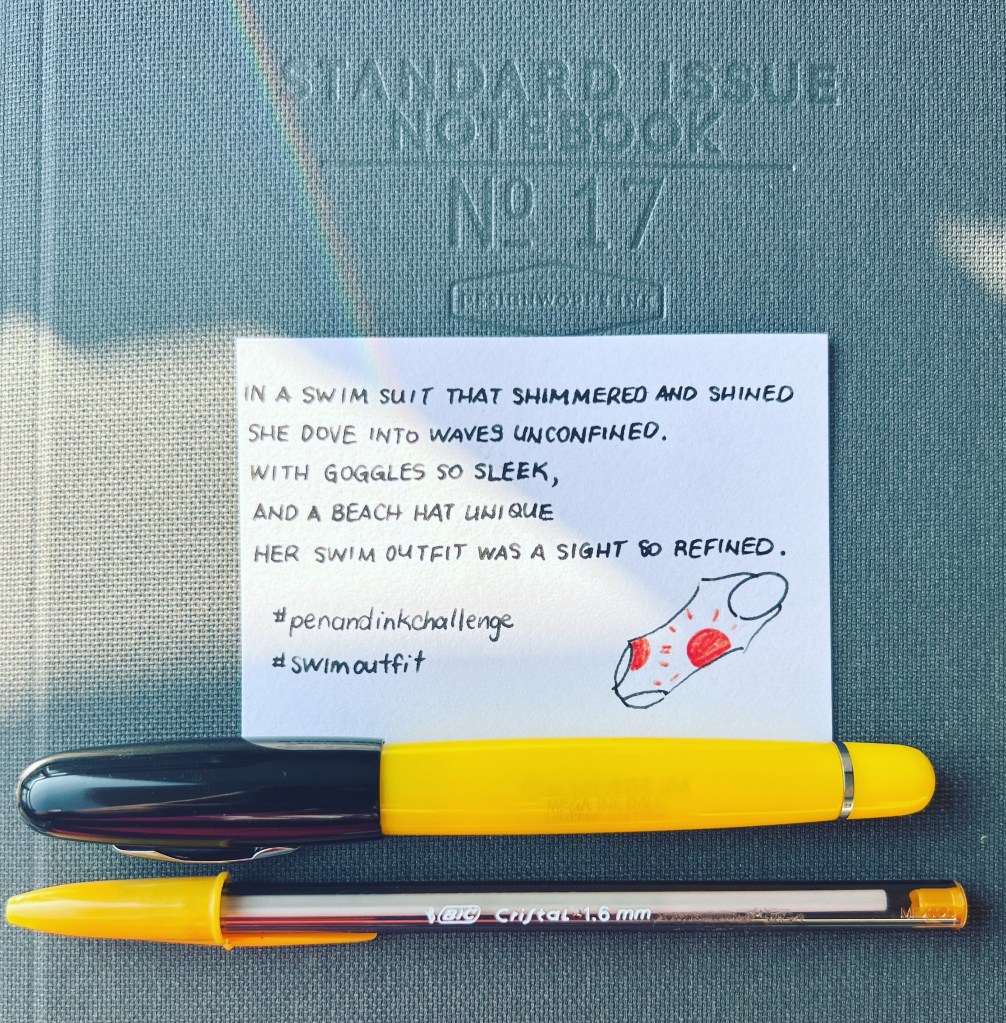 STANDARD ISSUE
NOTEBOOK
Nº 17
DESIGNWORKS INK
IN A SWIM SUIT THAT SHIMMERED AND SHINED
SHE DOVE INTO WAVES UNCONFINED.
WITH GOGGLES SO SLEEK,
AND A BEACH HAT UNIQUE
HER SWIM OUTFIT WAS A SIGHT SO REFINED.
#penandinkchallenge
#swimoutfit
BIC Cristal 1.6 mm